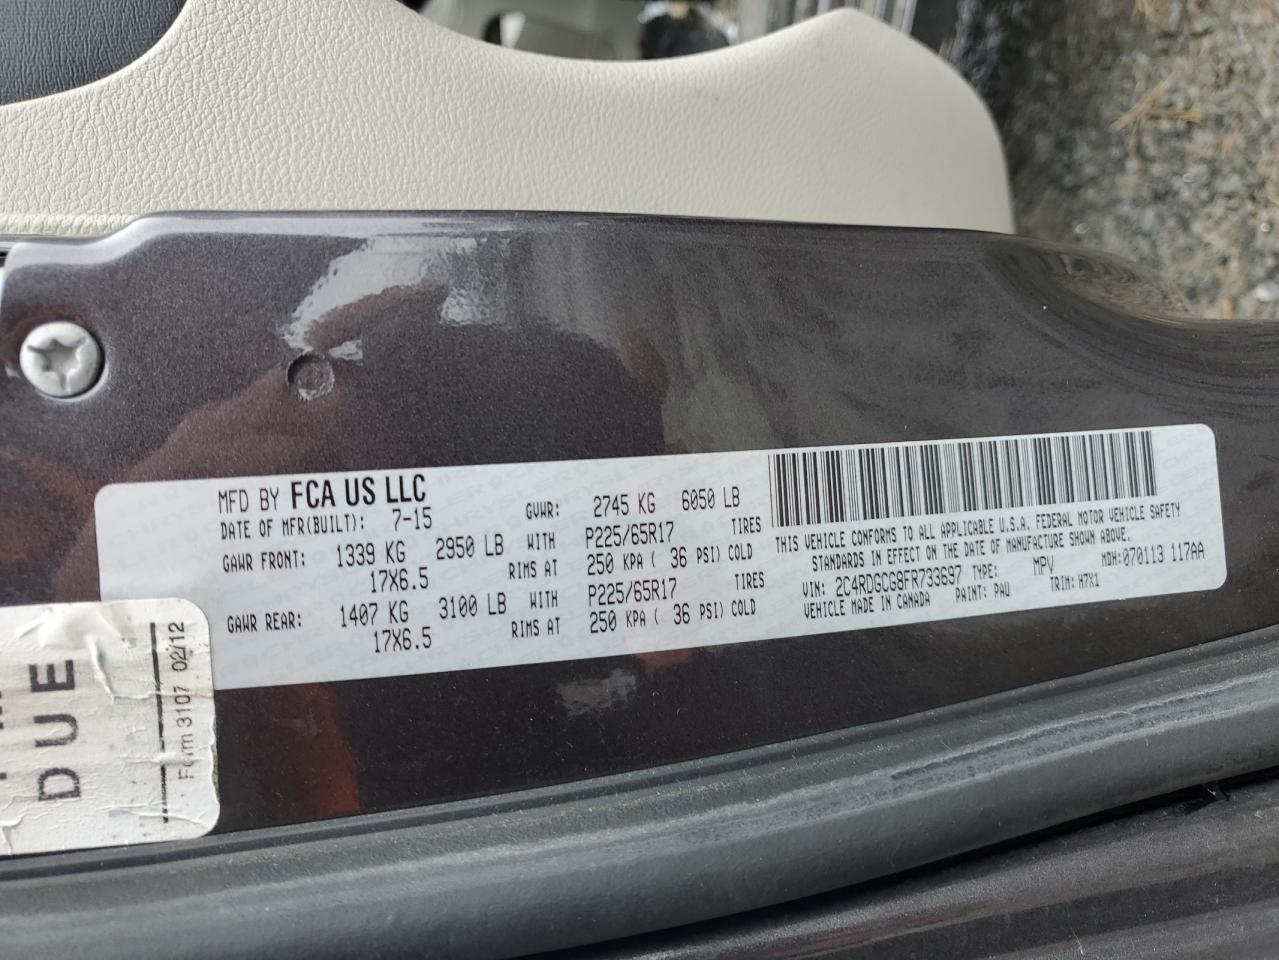 MFD BY FCA US LLC
DATE OF MFR(BUILT): 7-15
GVWR: 2745 KG 6050 LB
GAWR FRONT: 1339 KG 2950 LB WITH P225/65R17 TIRES
17X6.5 RIMS AT 250 KPA ( 36 PSI) COLD
GAWR REAR: 1407 KG 3100 LB WITH P225/65R17 TIRES
17X6.5 RIMS AT 250 KPA ( 36 PSI) COLD
THIS VEHICLE CONFORMS TO ALL APPLICABLE U.S.A. FEDERAL MOTOR VEHICLE SAFETY
STANDARDS IN EFFECT ON THE DATE OF MANUFACTURE SHOWN ABOVE.
MDH:070113 117AA
VIN: 2C4RDGCG8FR733697 TYPE: MPV
VEHICLE MADE IN CANADA PAINT: PAU TRIM: H7X1
DUE
Form 3107 02/12